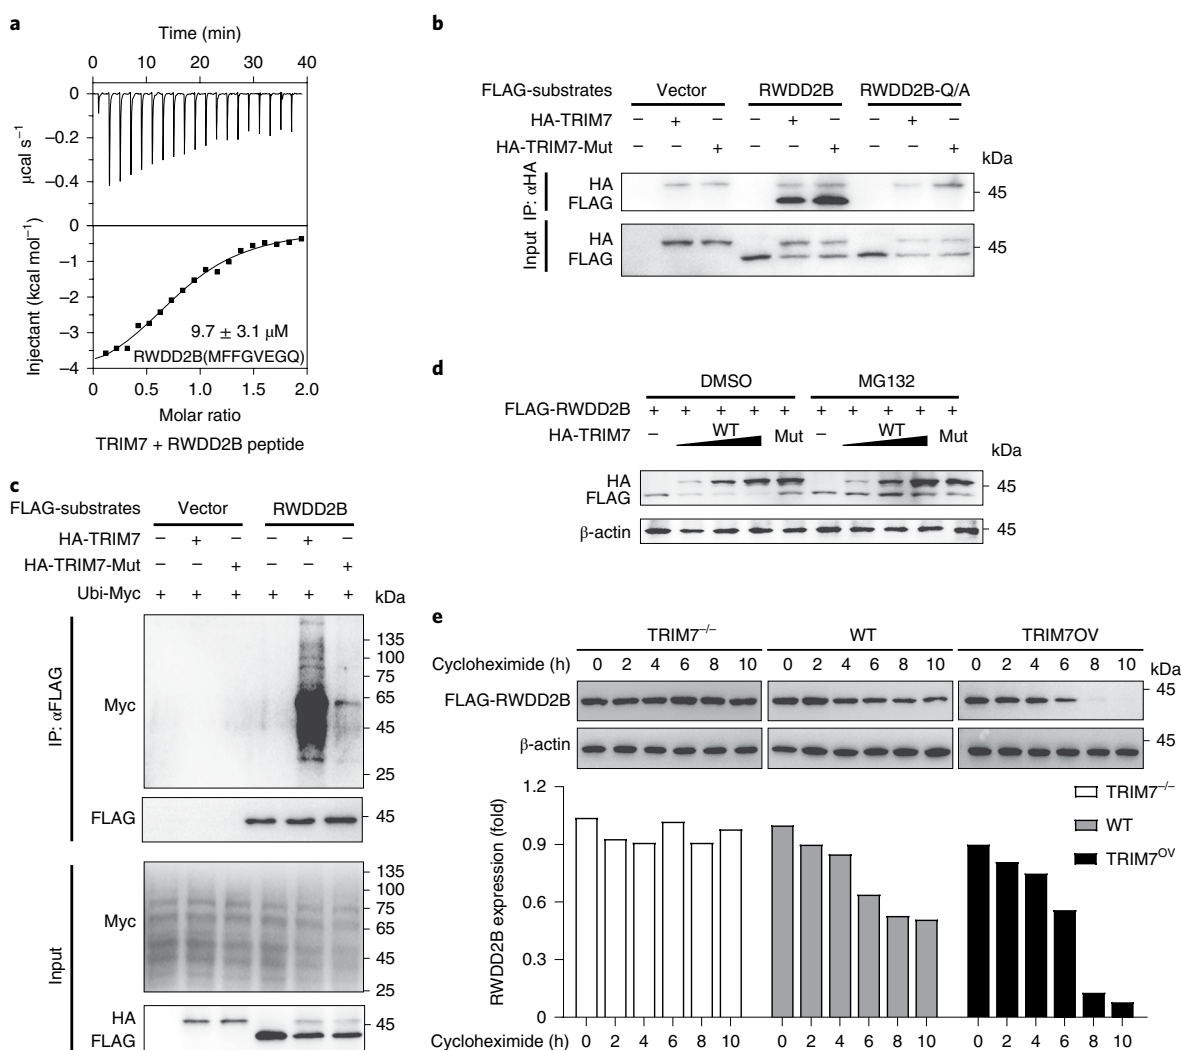 a
Time (min)
0 10 20 30 40
0
−0.2
−0.4
μcal s−1
0
−1
−2
−3
−4
Injectant (kcal mol−1)
9.7 ± 3.1 μM
RWDD2B(MFFGVEGQ)
0 0.5 1.0 1.5 2.0
Molar ratio
TRIM7 + RWDD2B peptide
b
FLAG-substrates Vector RWDD2B RWDD2B-Q/A
HA-TRIM7 − + − − + − − + −
HA-TRIM7-Mut − − + − − + − − +
kDa
IP: αHA
HA
FLAG
45
Input
HA
FLAG
45
c
FLAG-substrates Vector RWDD2B
HA-TRIM7 − + − − + −
HA-TRIM7-Mut − − + − − +
Ubi-Myc + + + + + + kDa
IP: αFLAG
Myc
135
100
75
65
45
25
FLAG 45
Input
Myc
135
100
75
65
45
25
HA
FLAG
45
d
DMSO MG132
FLAG-RWDD2B + + + + + + + + + +
HA-TRIM7 − WT Mut − WT Mut
kDa
HA
FLAG
45
β-actin 45
e
TRIM7−/− WT TRIM7OV
Cycloheximide (h) 0 2 4 6 8 10 0 2 4 6 8 10 0 2 4 6 8 10
kDa
FLAG-RWDD2B 45
β-actin 45
1.2
0.9
0.6
0.3
0
RWDD2B expression (fold)
TRIM7−/−
WT
TRIM7OV
Cycloheximide (h) 0 2 4 6 8 10 0 2 4 6 8 10 0 2 4 6 8 10